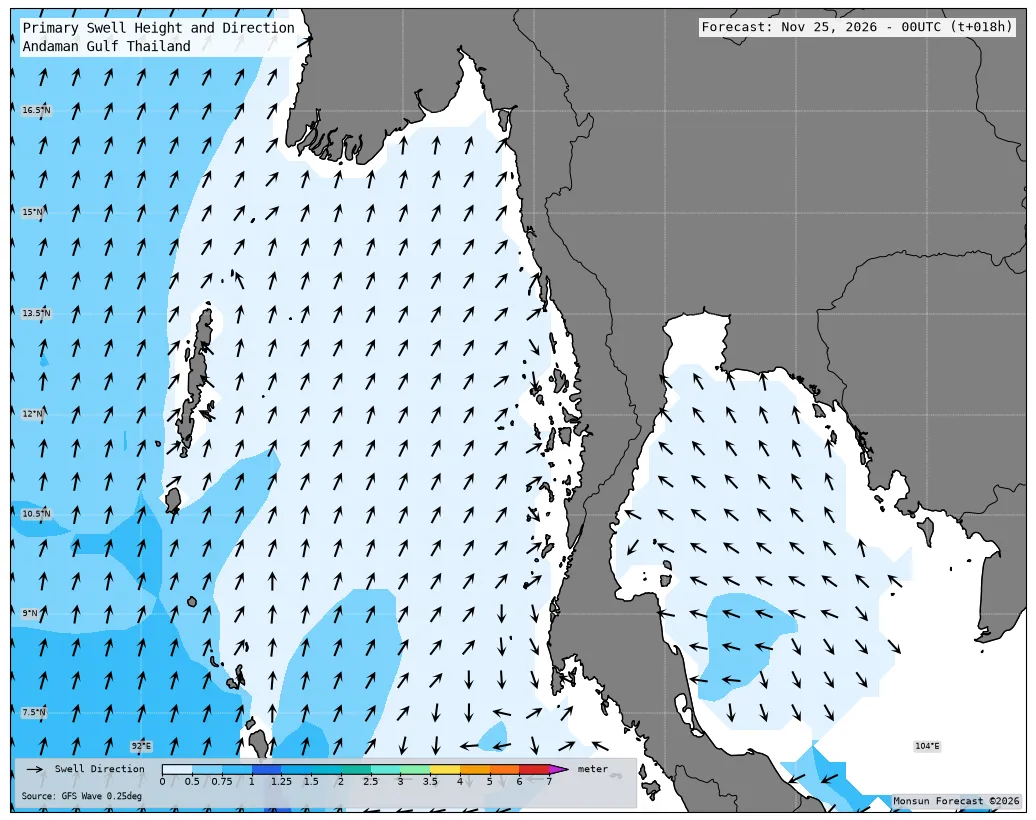 Primary Swell Height and Direction
Andaman Gulf Thailand
Forecast: Nov 25, 2026 - 00UTC (t+018h)
16.5°N
15°N
13.5°N
12°N
10.5°N
9°N
7.5°N
92°E
104°E
Swell Direction
0 0.5 0.75 1.25 1.5 2 2.5 3 3.5 4 5 6 7
meter
Source: GFS Wave 0.25deg
Monsun Forecast ©2026